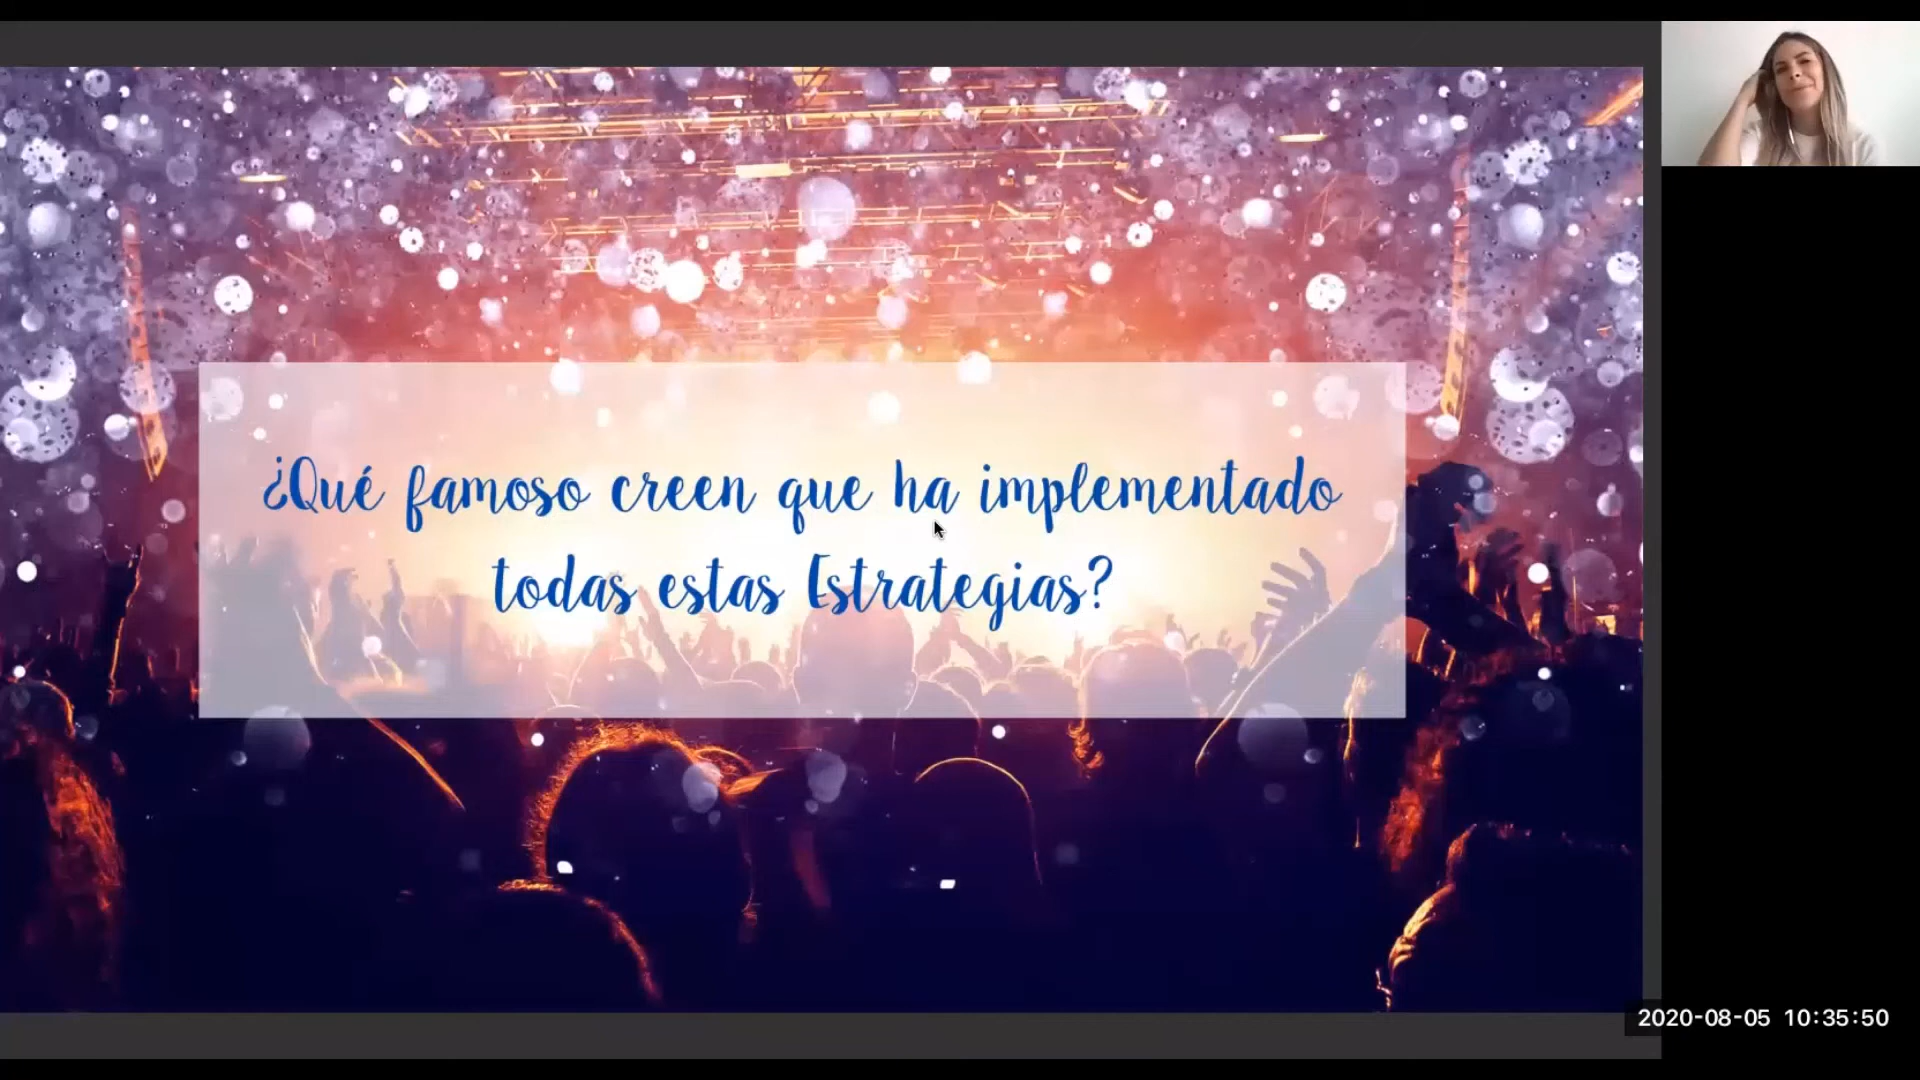 ¿Qué famoso creen que ha implementado
todas estas Estrategias?
2020-08-05 10:35:50